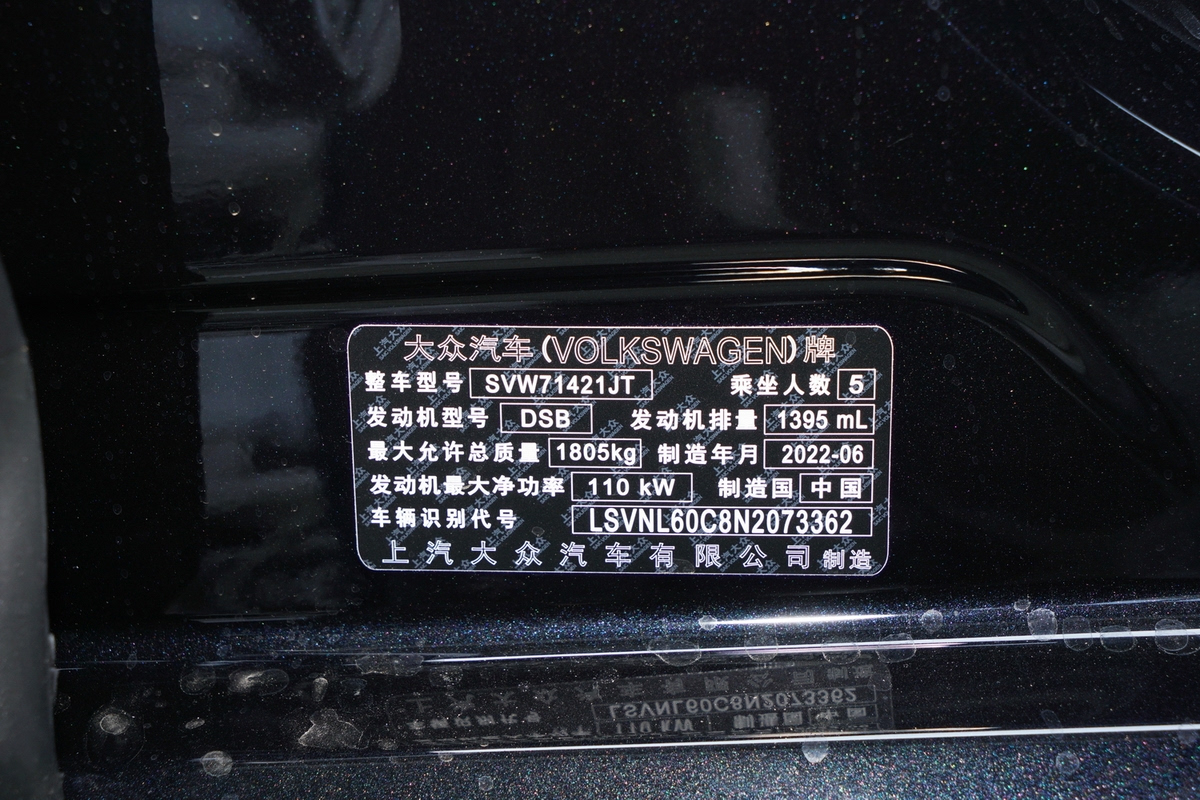 大众汽车(VOLKSWAGEN)牌
整车型号 SVW71421JT 乘坐人数 5
发动机型号 DSB 发动机排量 1395 mL
最大允许总质量 1805kg 制造年月 2022-06
发动机最大净功率 110 kW 制造国 中国
车辆识别代号 LSVNL60C8N2073362
上汽大众汽车有限公司 制造